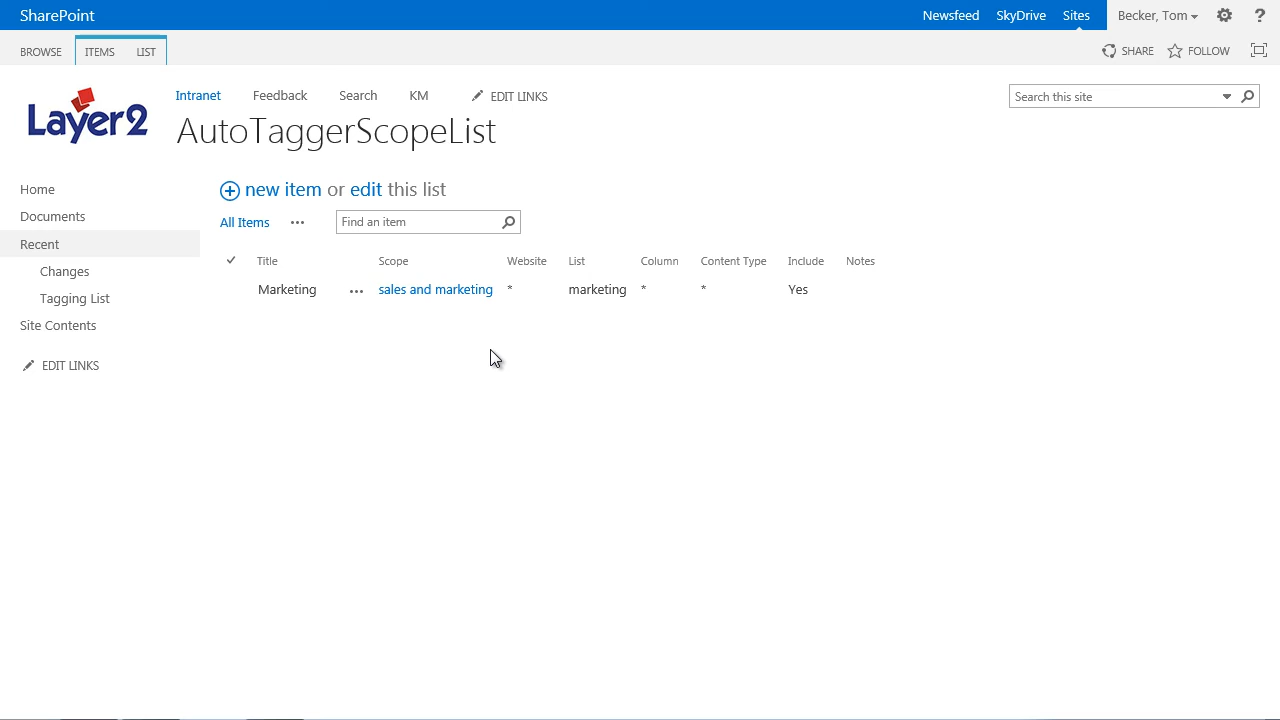 SharePoint Newsfeed SkyDrive Sites Becker, Tom ?
BROWSE ITEMS LIST SHARE FOLLOW
Layer2 Intranet Feedback Search KM EDIT LINKS Search this site
AutoTaggerScopeList
Home
Documents
Recent
Changes
Tagging List
Site Contents
EDIT LINKS
new item or edit this list
All Items ••• Find an item
Title Scope Website List Column Content Type Include Notes
Marketing ••• sales and marketing * marketing * * Yes